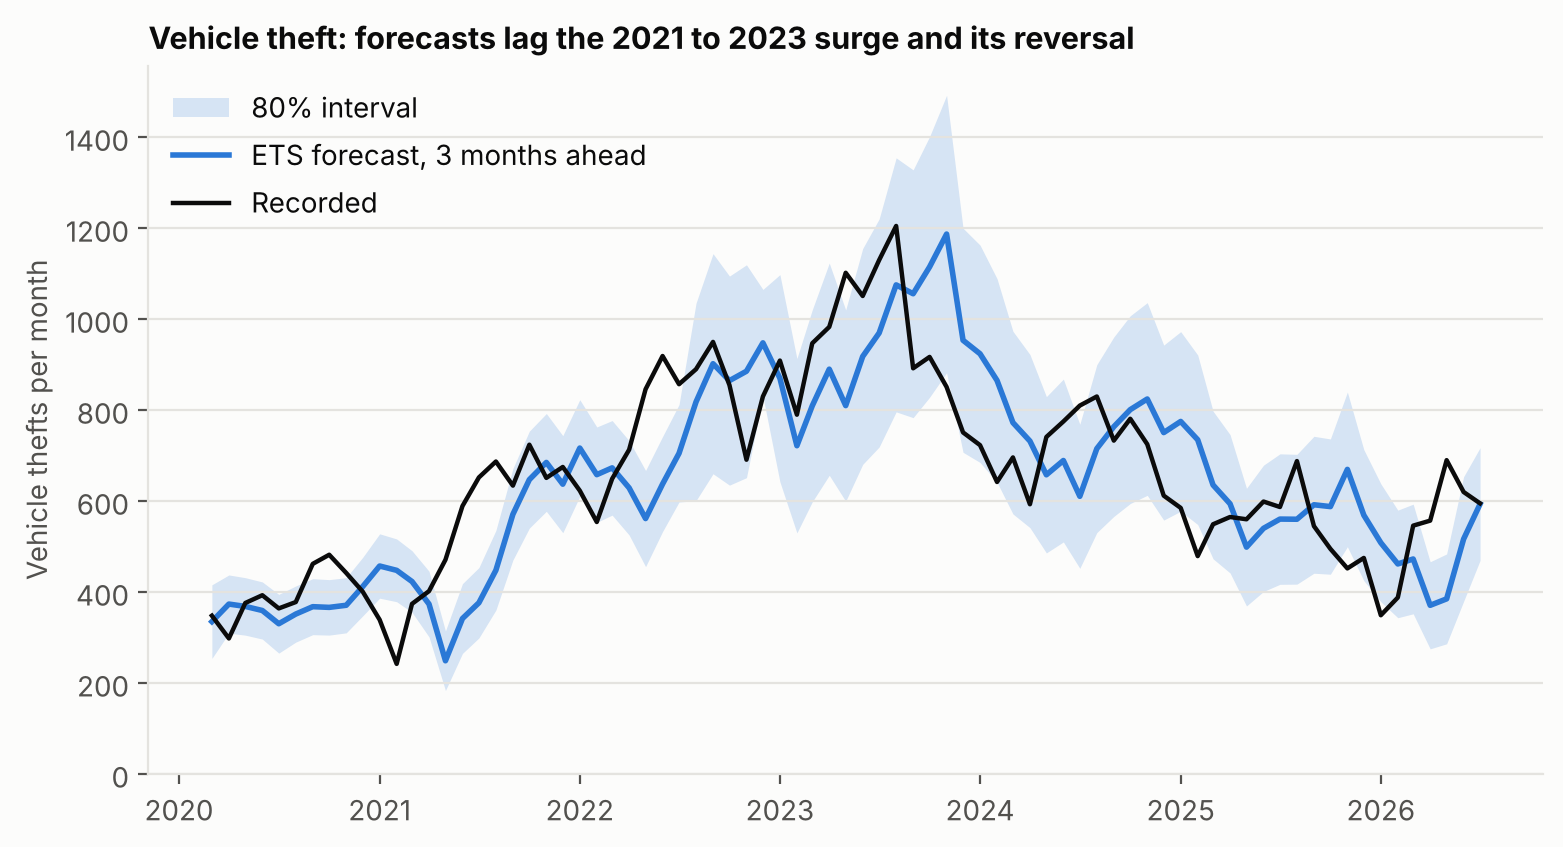 Vehicle theft: forecasts lag the 2021 to 2023 surge and its reversal
80% interval
ETS forecast, 3 months ahead
Recorded
Vehicle thefts per month
1400
1200
1000
800
600
400
200
0
2020 2021 2022 2023 2024 2025 2026